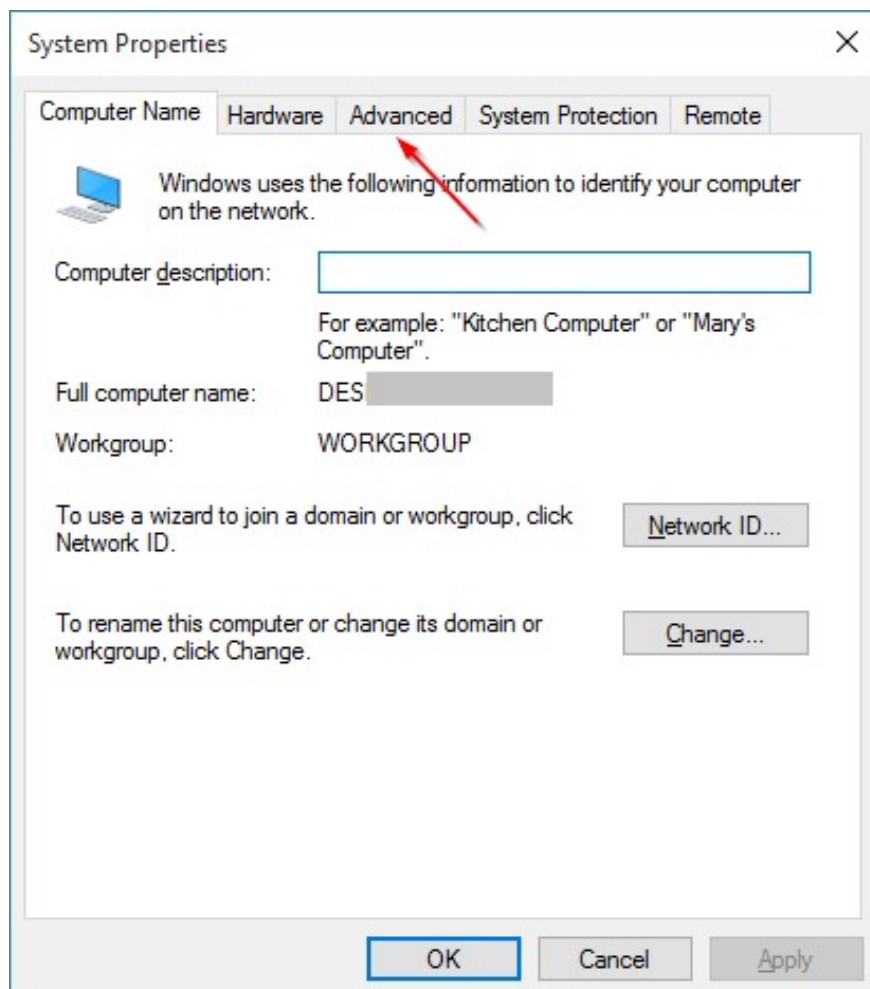 System Properties
Computer Name Hardware Advanced System Protection Remote
Windows uses the following information to identify your computer
on the network.
Computer description:
For example: "Kitchen Computer" or "Mary's
Computer".
Full computer name: DES
Workgroup: WORKGROUP
To use a wizard to join a domain or workgroup, click
Network ID.
Network ID...
To rename this computer or change its domain or
workgroup, click Change.
Change...
OK Cancel Apply